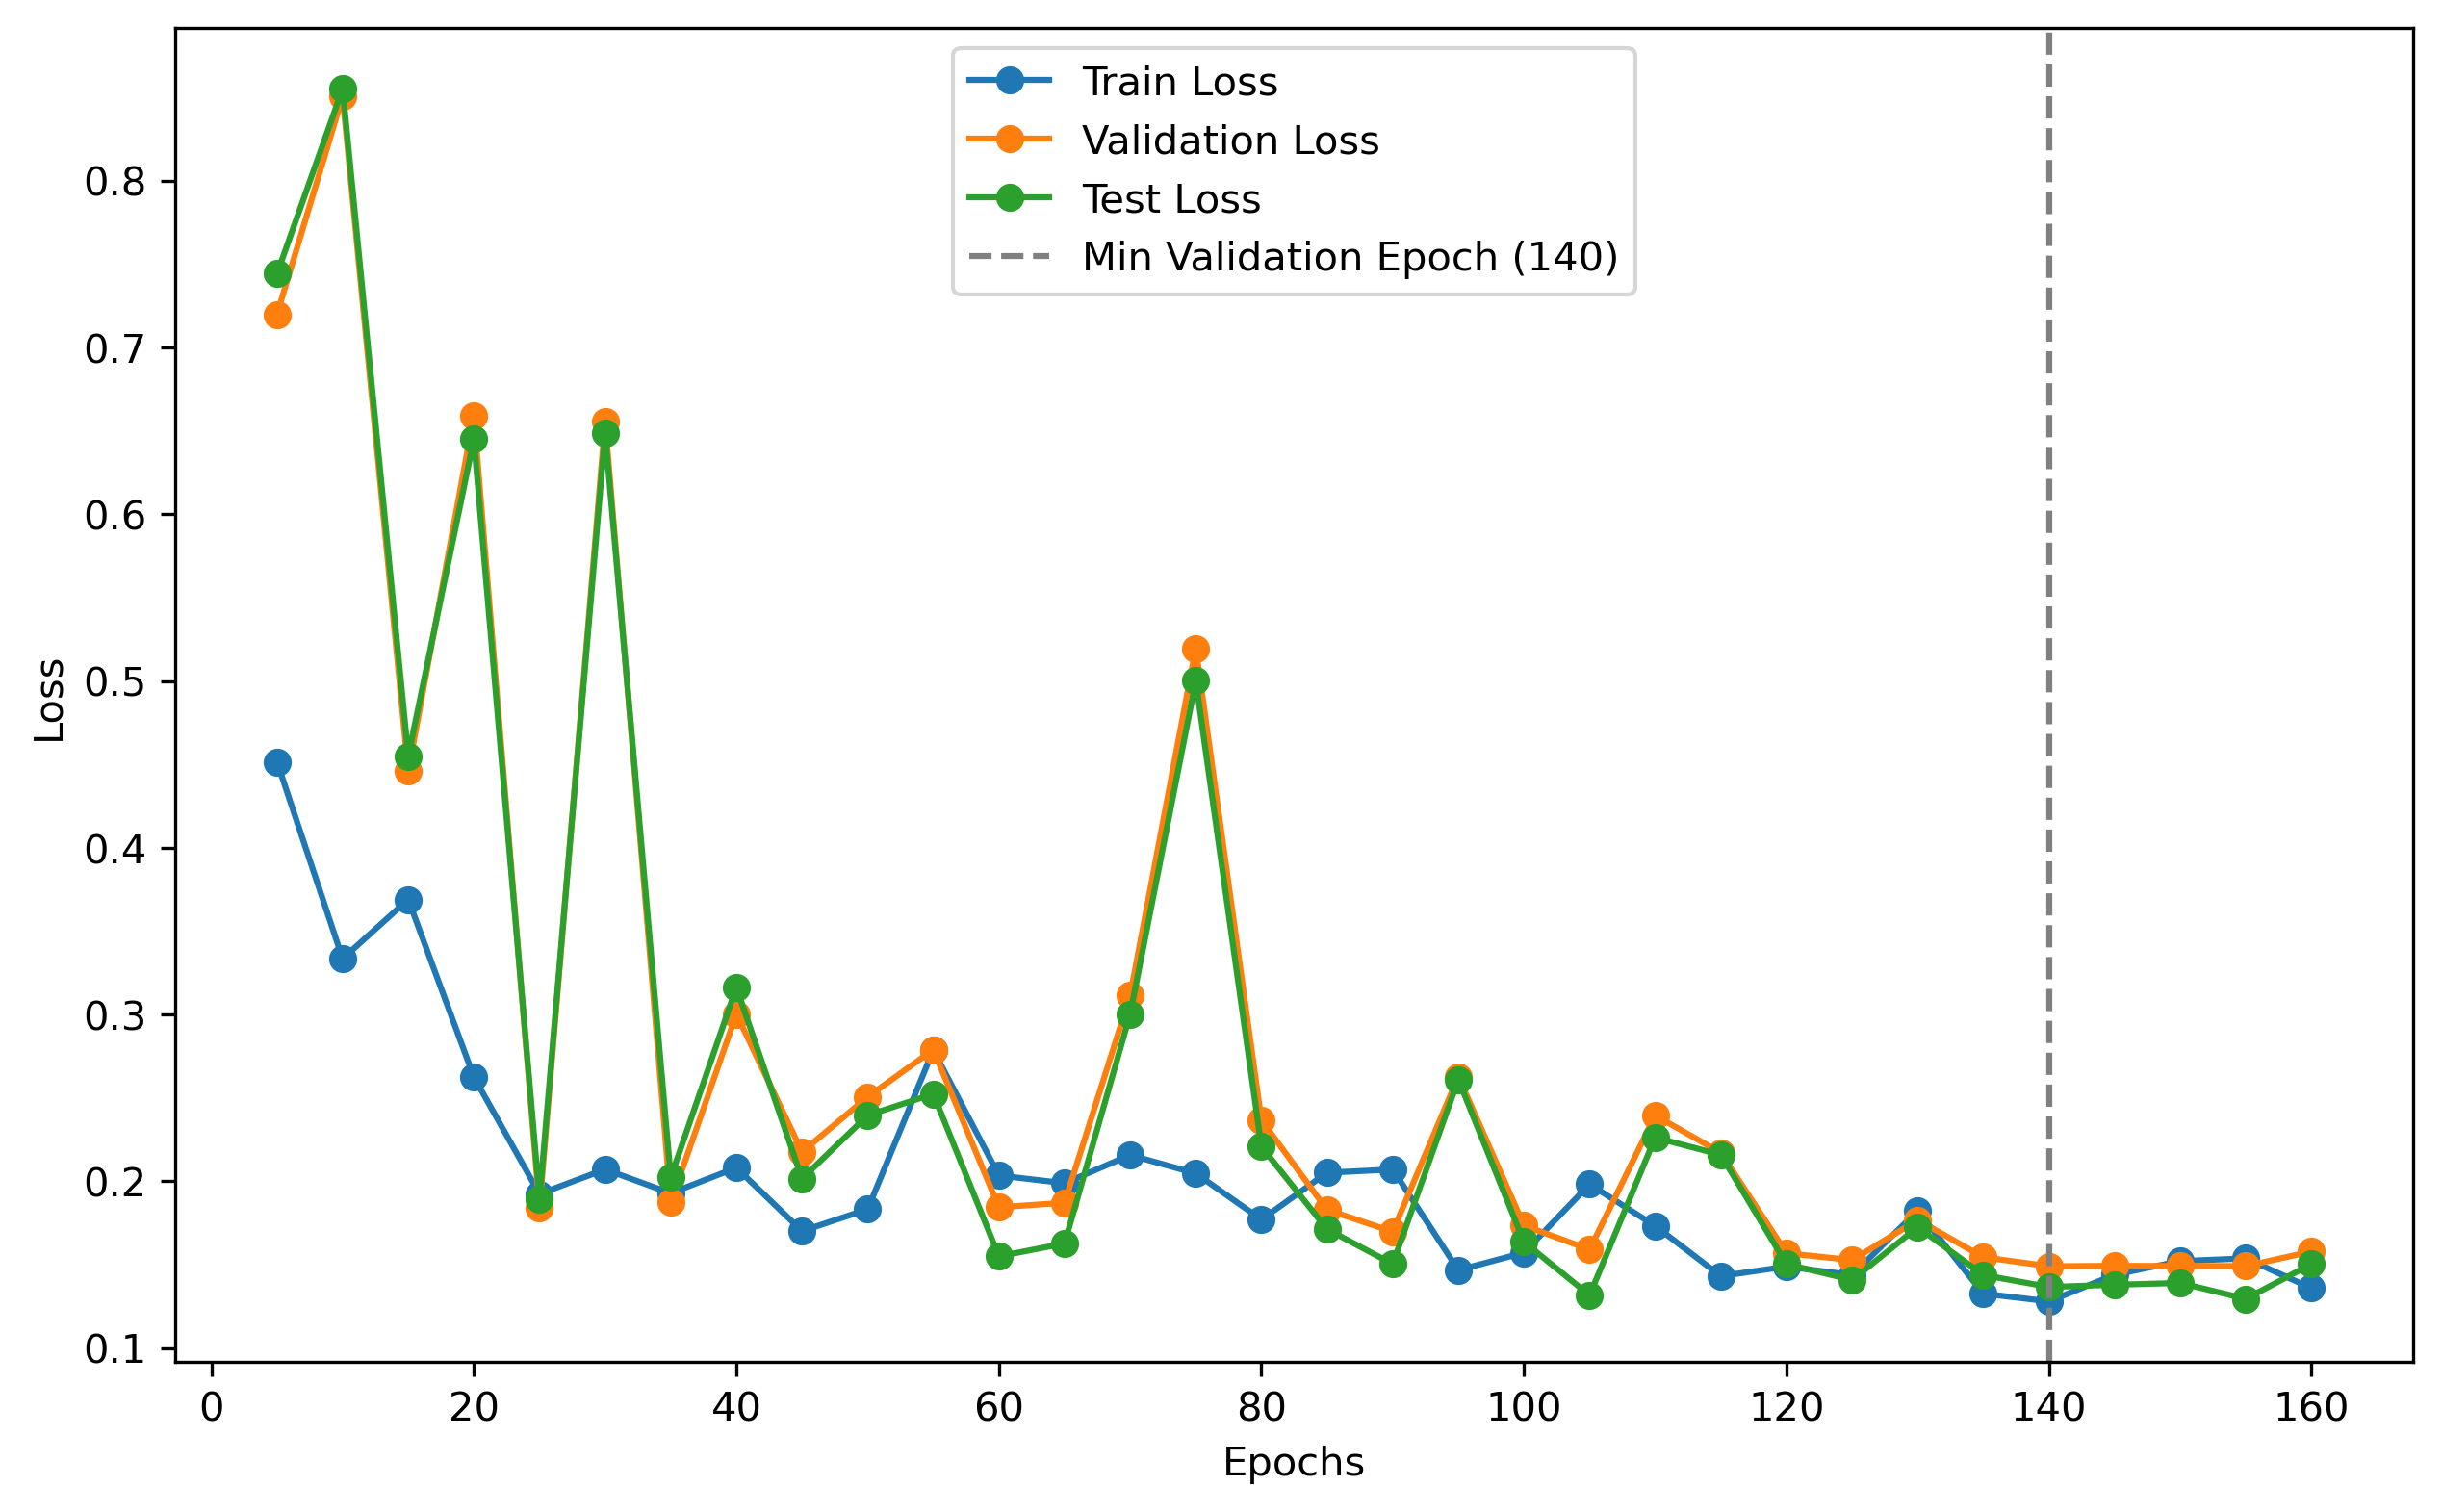 Train Loss
Validation Loss
Test Loss
Min Validation Epoch (140)
0.8
0.7
0.6
0.5
0.4
0.3
0.2
0.1
Loss
0 20 40 60 80 100 120 140 160
Epochs